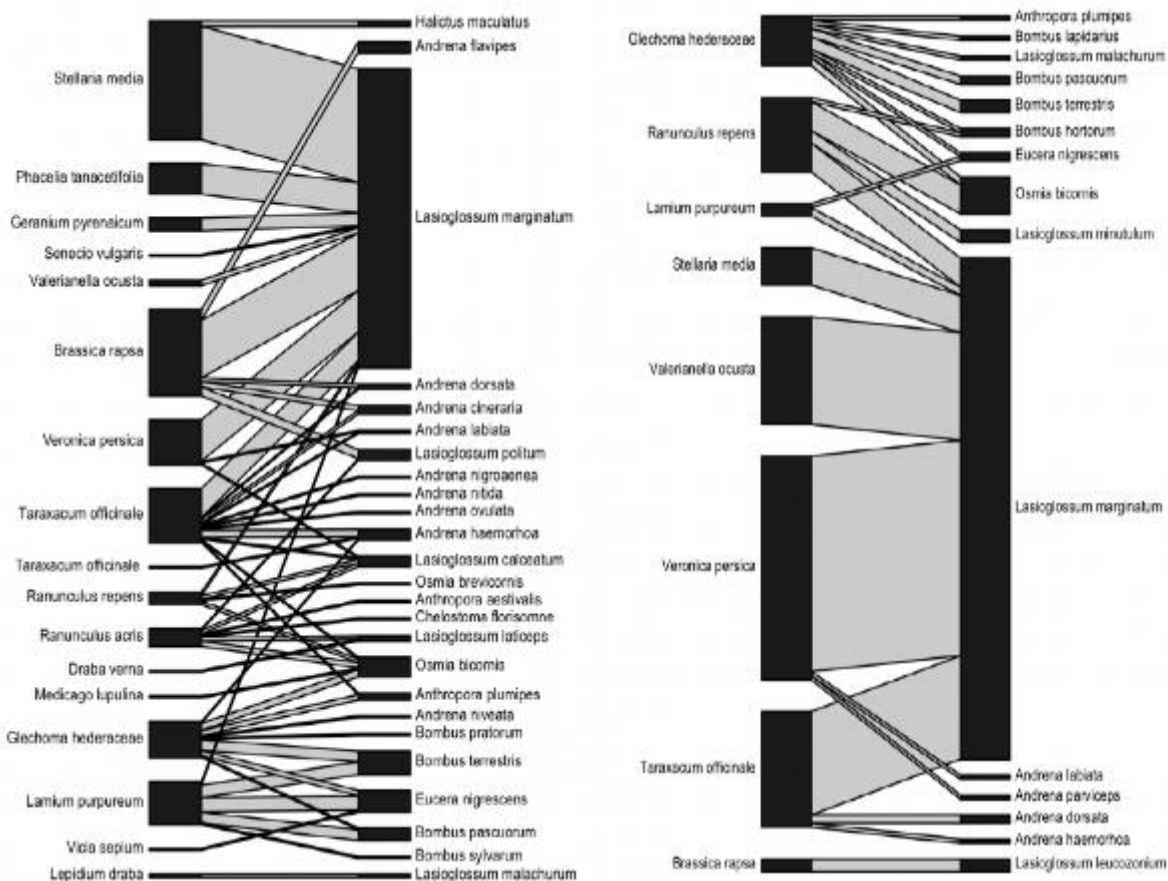 Stellaria media
Phacelia tanacetifolia
Geranium pyrenaicum
Senecio vulgaris
Valerianella ocusta
Brassica rapsa
Veronica persica
Taraxacum officinale
Taraxacum officinale
Ranunculus repens
Ranunculus acris
Draba verna
Medicago lupulina
Glechoma hederaceae
Lamium purpureum
Vicia sepium
Lepidium draba
Halictus maculatus
Andrena flavipes
Lasioglossum marginatum
Andrena dorsata
Andrena cineraria
Andrena labiata
Lasioglossum politum
Andrena nigroaenea
Andrena nitida
Andrena ovulata
Andrena haemorhoa
Lasioglossum calceatum
Osmia brevicornis
Anthropora aestivalis
Chelostoma florisomne
Lasioglossum laticeps
Osmia bicornis
Anthropora plumipes
Andrena niveata
Bombus pratorum
Bombus terrestris
Eucera nigrescens
Bombus pascuorum
Bombus sylvarum
Lasioglossum malachurum
Glechoma hederaceae
Ranunculus repens
Lamium purpureum
Stellaria media
Valerianella ocusta
Veronica persica
Taraxacum officinale
Brassica rapsa
Anthropora plumipes
Bombus lapidarius
Lasioglossum malachurum
Bombus pascuorum
Bombus terrestris
Bombus hortorum
Eucera nigrescens
Osmia bicornis
Lasioglossum minutulum
Lasioglossum marginatum
Andrena labiata
Andrena parviceps
Andrena dorsata
Andrena haemorhoa
Lasioglossum leucozonium